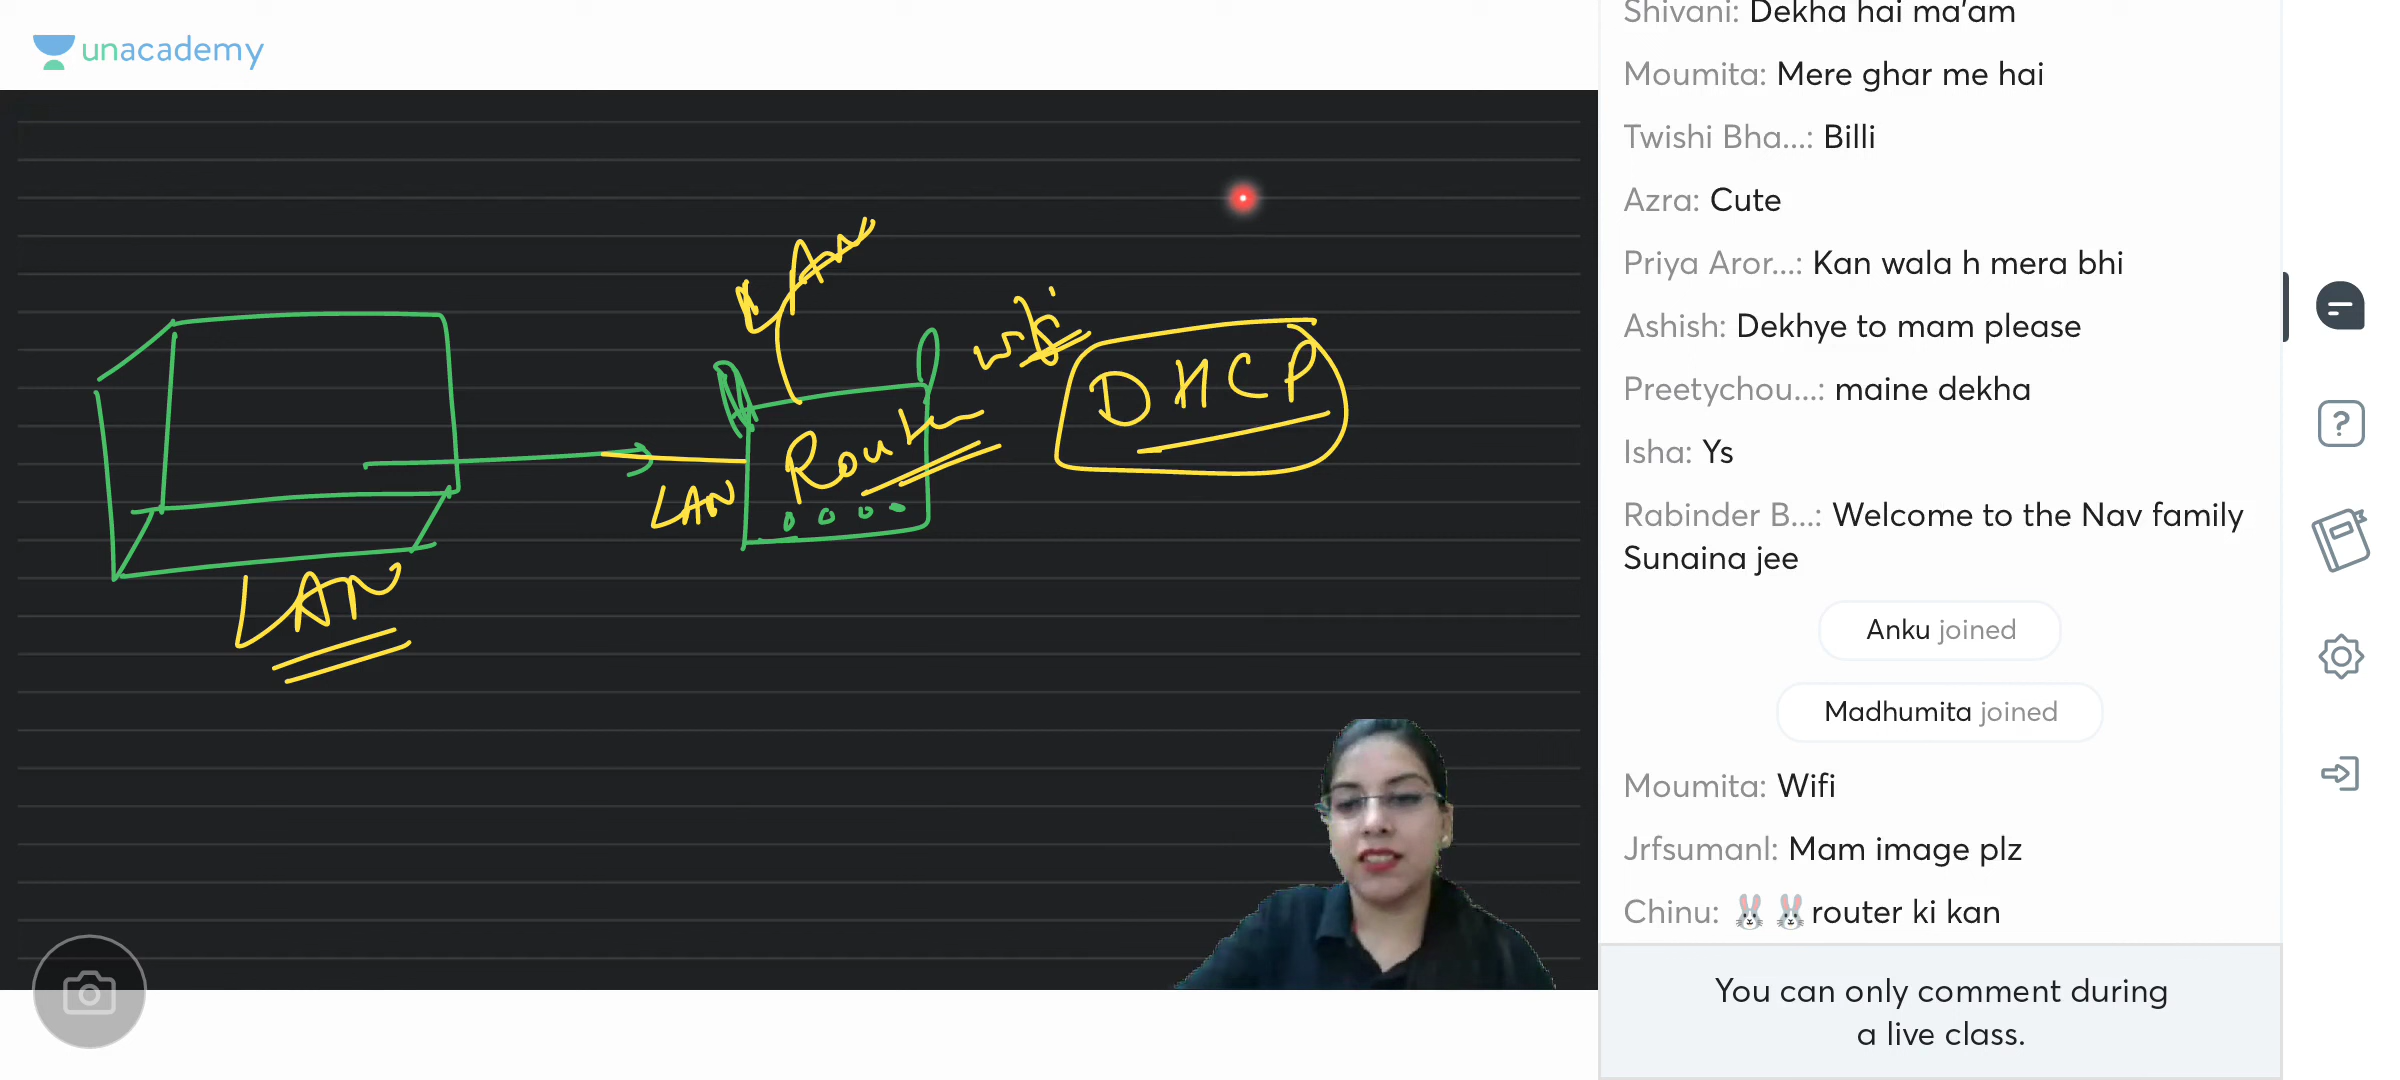 unacademy
LAN
wifi
DHCP
Router
LAN
LAN
Shivani: Dekha hai ma'am
Moumita: Mere ghar me hai
Twishi Bha...: Billi
Azra: Cute
Priya Aror...: Kan wala h mera bhi
Ashish: Dekhye to mam please
Preetychou...: maine dekha
Isha: Ys
Rabinder B...: Welcome to the Nav family
Sunaina jee
Anku joined
Madhumita joined
Moumita: Wifi
Jrfsumanl: Mam image plz
Chinu: 🐰🐰router ki kan
You can only comment during
a live class.